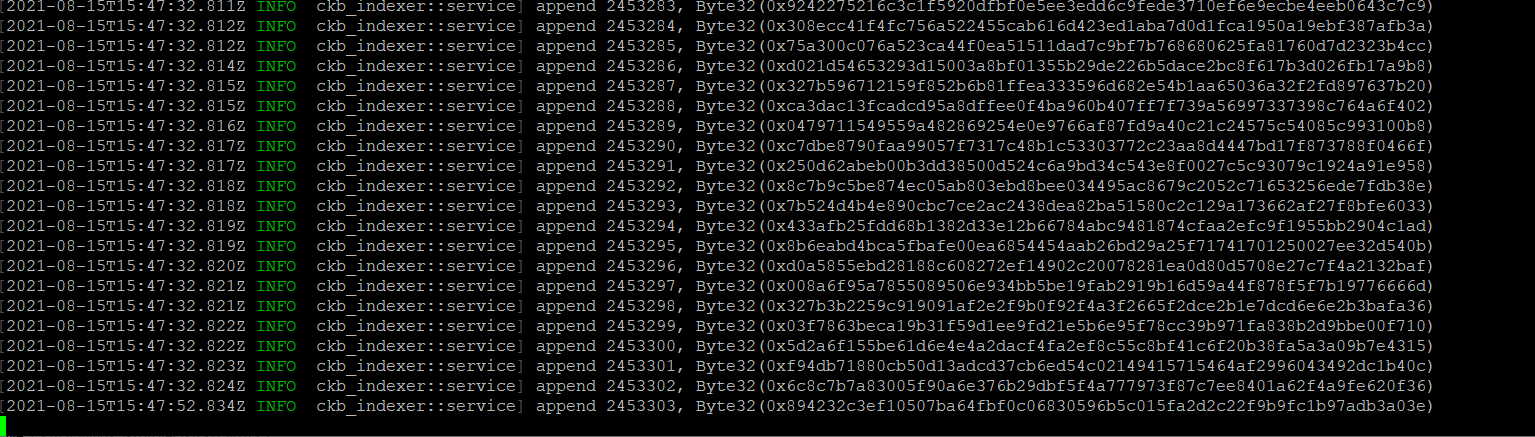 [2021-08-15T15:47:32.811Z INFO  ckb_indexer::service] append 2453283, Byte32(0x9242275216c3c1f5920dfbf0e5ee3edd6c9fede3710ef6e9ecbe4eeb0643c7c9)
[2021-08-15T15:47:32.812Z INFO  ckb_indexer::service] append 2453284, Byte32(0x308ecc41f4fc756a522455cab616d423ed1aba7d0d1fca1950a19ebf387afb3a)
[2021-08-15T15:47:32.812Z INFO  ckb_indexer::service] append 2453285, Byte32(0x75a300c076a523ca44f0ea51511dad7c9bf7b768680625fa81760d7d2323b4cc)
[2021-08-15T15:47:32.814Z INFO  ckb_indexer::service] append 2453286, Byte32(0xd021d54653293d15003a8bf01355b29de226b5dace2bc8f617b3d026fb17a9b8)
[2021-08-15T15:47:32.815Z INFO  ckb_indexer::service] append 2453287, Byte32(0x327b596712159f852b6b81ffea333596d682e54b1aa65036a32f2fd897637b20)
[2021-08-15T15:47:32.815Z INFO  ckb_indexer::service] append 2453288, Byte32(0xca3dac13fcadcd95a8dffee0f4ba960b407ff7f739a56997337398c764a6f402)
[2021-08-15T15:47:32.816Z INFO  ckb_indexer::service] append 2453289, Byte32(0x0479711549559a482869254e0e9766af87fd9a40c21c24575c54085c993100b8)
[2021-08-15T15:47:32.817Z INFO  ckb_indexer::service] append 2453290, Byte32(0xc7dbe8790faa99057f7317c48b1c53303772c23aa8d4447bd17f873788f0466f)
[2021-08-15T15:47:32.817Z INFO  ckb_indexer::service] append 2453291, Byte32(0x250d62abeb00b3dd38500d524c6a9bd34c543e8f0027c5c93079c1924a91e958)
[2021-08-15T15:47:32.818Z INFO  ckb_indexer::service] append 2453292, Byte32(0x8c7b9c5be874ec05ab803ebd8bee034495ac8679c2052c71653256ede7fdb38e)
[2021-08-15T15:47:32.818Z INFO  ckb_indexer::service] append 2453293, Byte32(0x7b524d4b4e890cbc7ce2ac2438dea82ba51580c2c129a173662af27f8bfe6033)
[2021-08-15T15:47:32.819Z INFO  ckb_indexer::service] append 2453294, Byte32(0x433afb25fdd68b1382d33e12b66784abc9481874cfaa2efc9f1955bb2904c1ad)
[2021-08-15T15:47:32.819Z INFO  ckb_indexer::service] append 2453295, Byte32(0x8b6eabd4bca5fbafe00ea6854454aab26bd29a25f71741701250027ee32d540b)
[2021-08-15T15:47:32.820Z INFO  ckb_indexer::service] append 2453296, Byte32(0xd0a5855ebd28188c608272ef14902c20078281ea0d80d5708e27c7f4a2132baf)
[2021-08-15T15:47:32.821Z INFO  ckb_indexer::service] append 2453297, Byte32(0x008a6f95a7855089506e934bb5be19fab2919b16d59a44f878f5f7b19776666d)
[2021-08-15T15:47:32.821Z INFO  ckb_indexer::service] append 2453298, Byte32(0x327b3b2259c919091af2e2f9b0f92f4a3f2665f2dce2b1e7dcd6e6e2b3bafa36)
[2021-08-15T15:47:32.822Z INFO  ckb_indexer::service] append 2453299, Byte32(0x03f7863beca19b31f59d1ee9fd21e5b6e95f78cc39b971fa838b2d9bbe00f710)
[2021-08-15T15:47:32.822Z INFO  ckb_indexer::service] append 2453300, Byte32(0x5d2a6f155be61d6e4e4a2dacf4fa2ef8c55c8bf41c6f20b38fa5a3a09b7e4315)
[2021-08-15T15:47:32.823Z INFO  ckb_indexer::service] append 2453301, Byte32(0xf94db71880cb50d13adcd37cb6ed54c02149415715464af2996043492dc1b40c)
[2021-08-15T15:47:32.824Z INFO  ckb_indexer::service] append 2453302, Byte32(0x6c8c7b7a83005f90a6e376b29dbf5f4a777973f87c7ee8401a62f4a9fe620f36)
[2021-08-15T15:47:52.834Z INFO  ckb_indexer::service] append 2453303, Byte32(0x894232c3ef10507ba64fbf0c06830596b5c015fa2d2c22f9b9fc1b97adb3a03e)